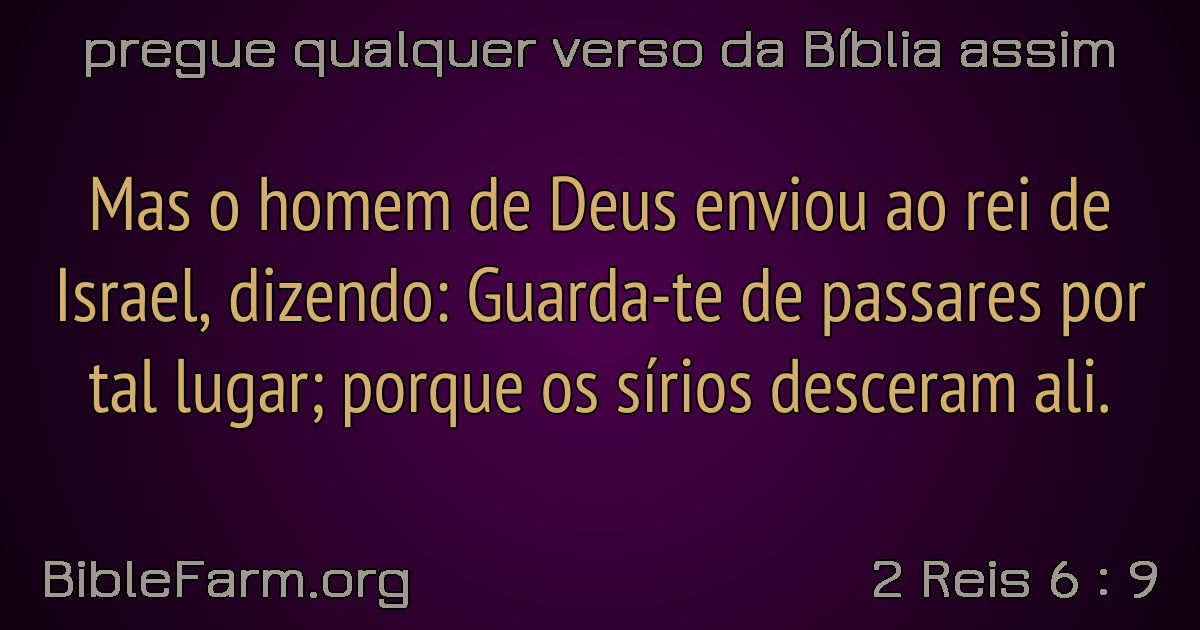 pregue qualquer verso da Bíblia assim
Mas o homem de Deus enviou ao rei de
Israel, dizendo: Guarda-te de passares por
tal lugar; porque os sírios desceram ali.
BibleFarm.org
2 Reis 6 : 9